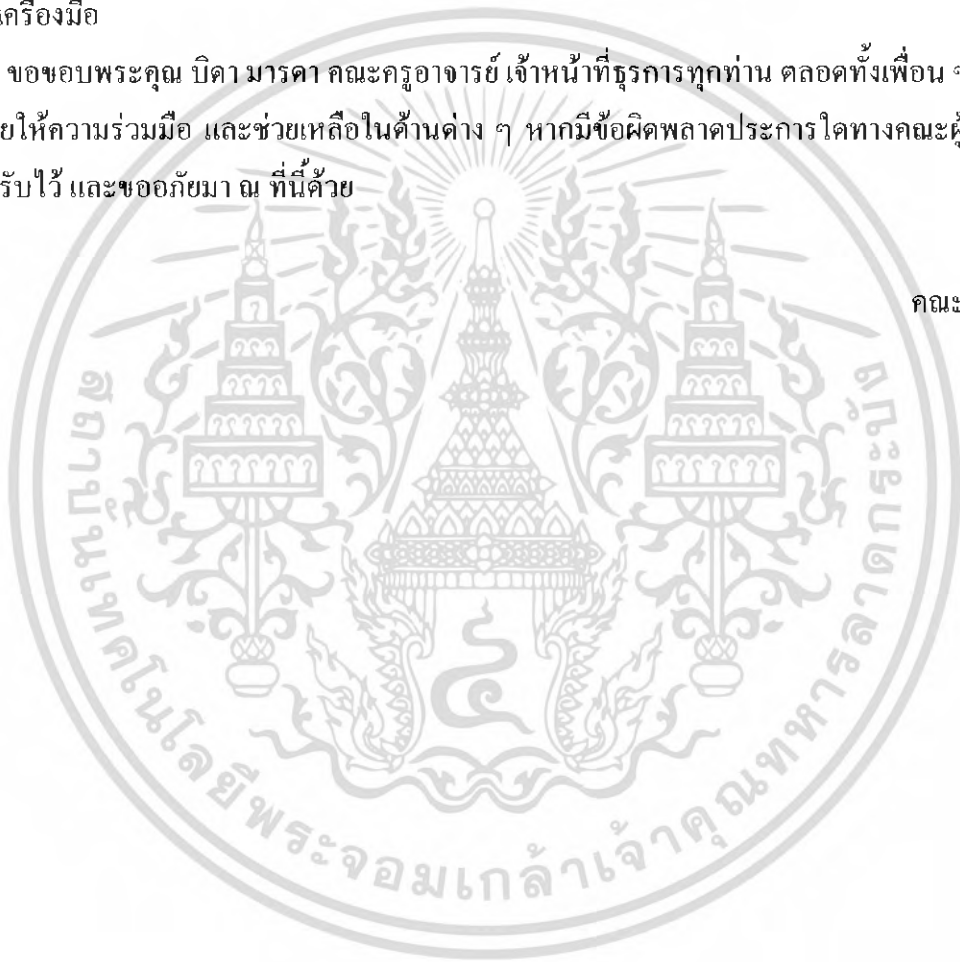 เครื่องมือ
ขอขอบพระคุณ บิดา มารดา คณะครูอาจารย์ เจ้าหน้าที่ธุรการทุกท่าน ตลอดทั้งเพื่อน ๆ
ยให้ความร่วมมือ และช่วยเหลือในด้านต่าง ๆ หากมีข้อผิดพลาดประการใดทางคณะผู้
รับไว้ และขออภัยมา ณ ที่นี้ด้วย
คณะ
สถาบันเทคโนโลยีพระจอมเกล้าเจ้าคุณทหารลาดกระบัง